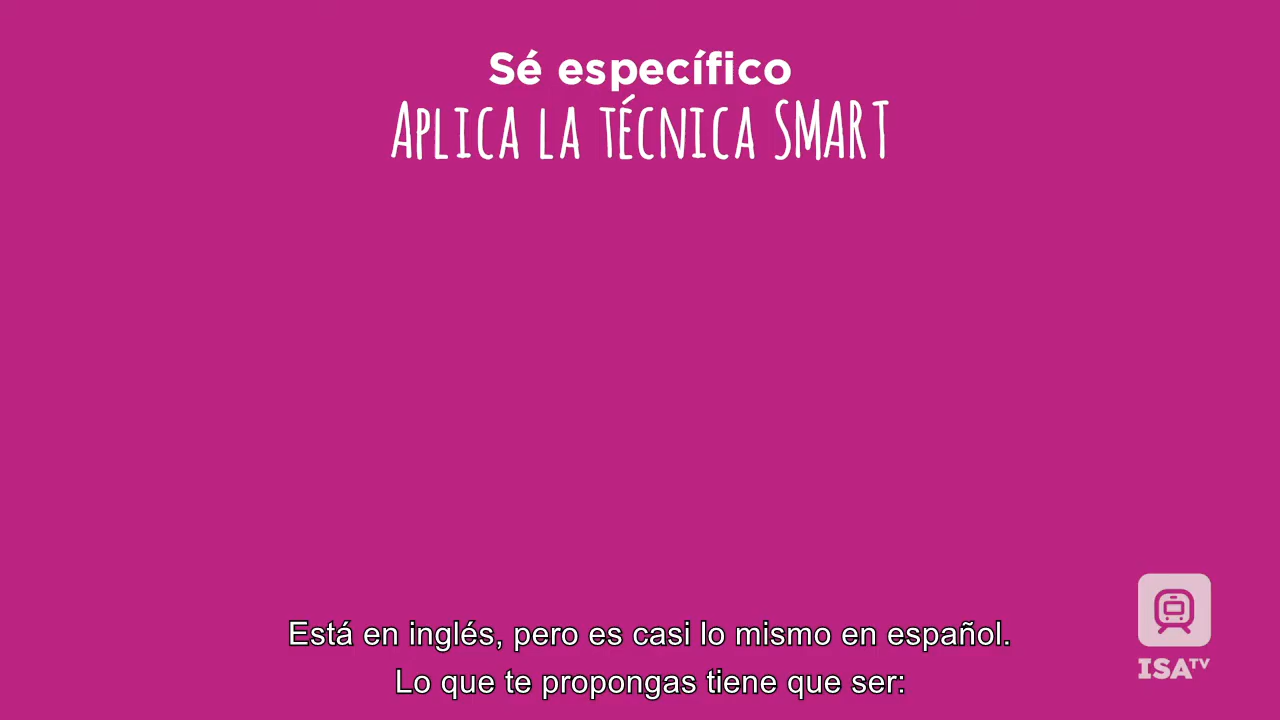 Sé específico
APLICA LA TÉCNICA SMART
Está en inglés, pero es casi lo mismo en español.
Lo que te propongas tiene que ser:
ISATV